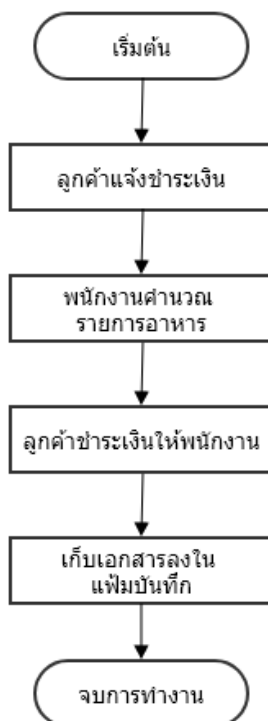 เริ่มต้น
ลูกค้าแจ้งชำระเงิน
พนักงานคำนวณ
รายการอาหาร
ลูกค้าชำระเงินให้พนักงาน
เก็บเอกสารลงใน
แฟ้มบันทึก
จบการทำงาน